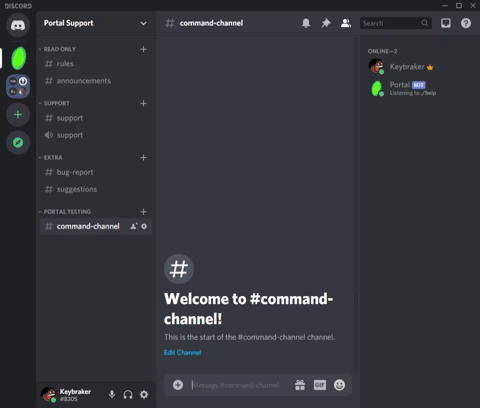 DISCORD
Portal Support
# command-channel
Search
READ ONLY
# rules
# announcements
SUPPORT
# support
support
EXTRA
# bug-report
# suggestions
PORTAL TESTING
# command-channel
#
Welcome to #command-
channel!
This is the start of the #command-channel channel.
Edit Channel
Message #command-channel
GIF
Keybraker
#8305
ONLINE—2
Keybraker
Portal BOT
Listening to ./help